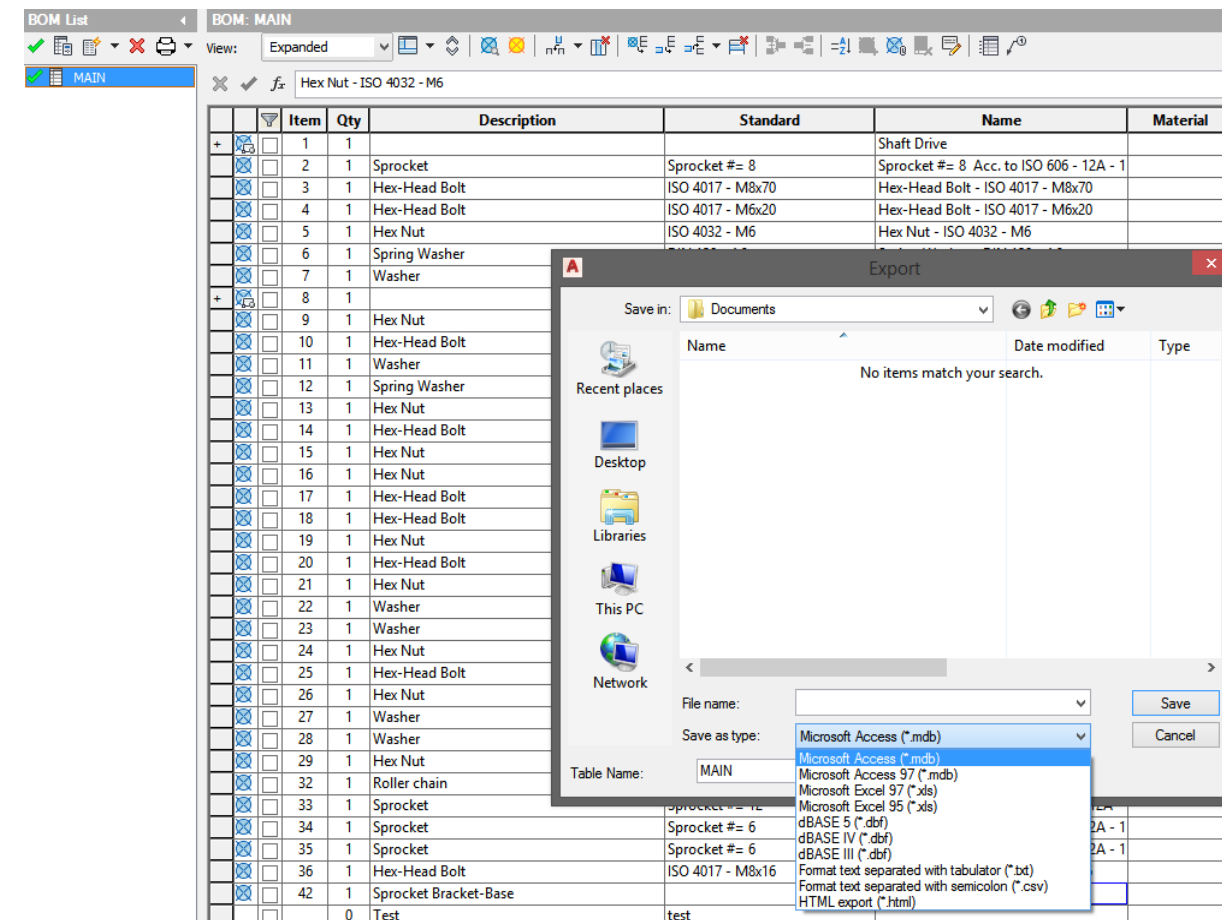 BOM List
BOM: MAIN
View: Expanded
MAIN
fx Hex Nut - ISO 4032 - M6
Item Qty Description Standard Name Material
+ 1 1 Shaft Drive
2 1 Sprocket Sprocket #= 8 Sprocket #= 8 Acc. to ISO 606 - 12A - 1
3 1 Hex-Head Bolt ISO 4017 - M8x70 Hex-Head Bolt - ISO 4017 - M8x70
4 1 Hex-Head Bolt ISO 4017 - M6x20 Hex-Head Bolt - ISO 4017 - M6x20
5 1 Hex Nut ISO 4032 - M6 Hex Nut - ISO 4032 - M6
6 1 Spring Washer
7 1 Washer
+ 8 1
9 1 Hex Nut
10 1 Hex-Head Bolt
11 1 Washer
12 1 Spring Washer
13 1 Hex Nut
14 1 Hex-Head Bolt
15 1 Hex Nut
16 1 Hex Nut
17 1 Hex-Head Bolt
18 1 Hex-Head Bolt
19 1 Hex Nut
20 1 Hex-Head Bolt
21 1 Hex Nut
22 1 Washer
23 1 Washer
24 1 Hex Nut
25 1 Hex-Head Bolt
26 1 Hex Nut
27 1 Washer
28 1 Washer
29 1 Hex Nut
32 1 Roller chain
33 1 Sprocket
34 1 Sprocket Sprocket #= 6 2A - 1
35 1 Sprocket Sprocket #= 6 2A - 1
36 1 Hex-Head Bolt ISO 4017 - M8x16
42 1 Sprocket Bracket-Base
0 Test test
A Export
Save in: Documents
Name Date modified Type
No items match your search.
Recent places
Desktop
Libraries
This PC
Network
File name: Save
Save as type: Microsoft Access (*.mdb) Cancel
Table Name: MAIN
Microsoft Access (*.mdb)
Microsoft Access 97 (*.mdb)
Microsoft Excel 97 (*.xls)
Microsoft Excel 95 (*.xls)
dBASE 5 (*.dbf)
dBASE IV (*.dbf)
dBASE III (*.dbf)
Format text separated with tabulator (*.txt)
Format text separated with semicolon (*.csv)
HTML export (*.html)